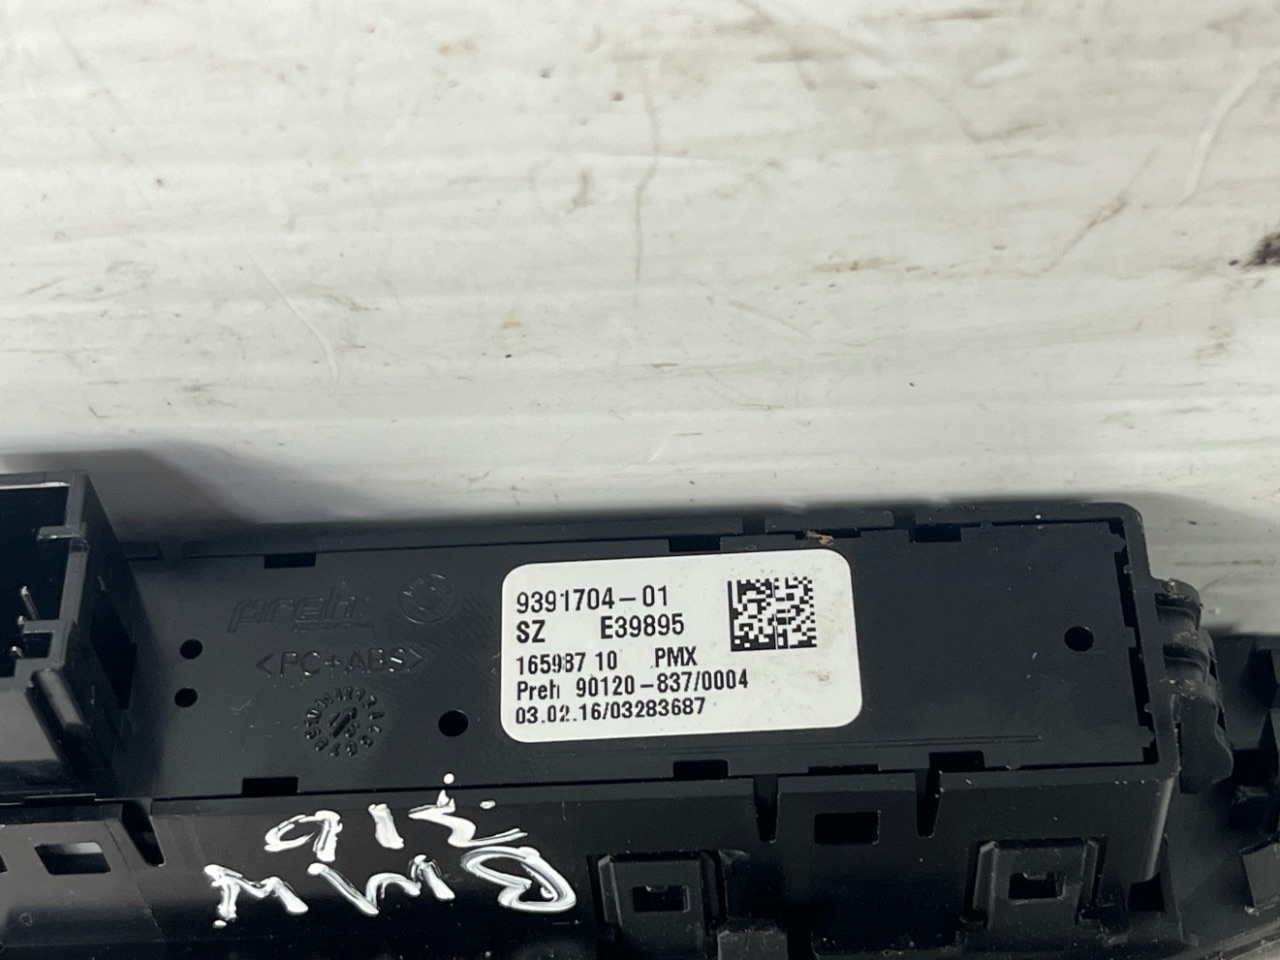 preh
<PC+ABS>
9391704-01
SZ E39895
165987 10 PMX
Preh 90120-837/0004
03.02.16/03283687
BMW